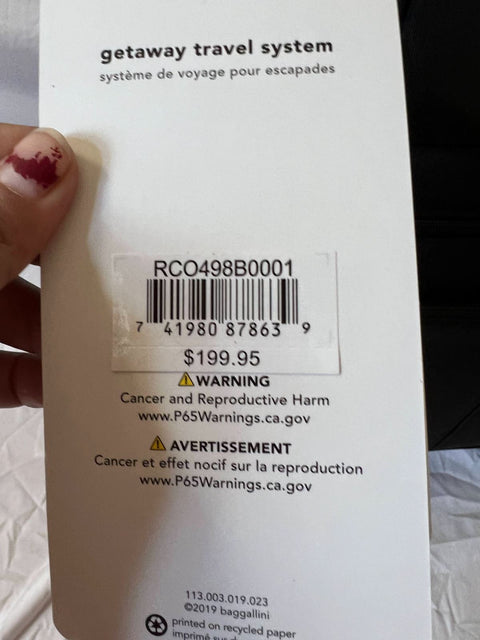 getaway travel system
système de voyage pour escapades
RCO498B0001
7 41980 87863 9
$199.95
WARNING
Cancer and Reproductive Harm
www.P65Warnings.ca.gov
AVERTISSEMENT
Cancer et effet nocif sur la reproduction
www.P65Warnings.ca.gov
113.003.019.023
©2019 baggallini
printed on recycled paper
imprimé sur